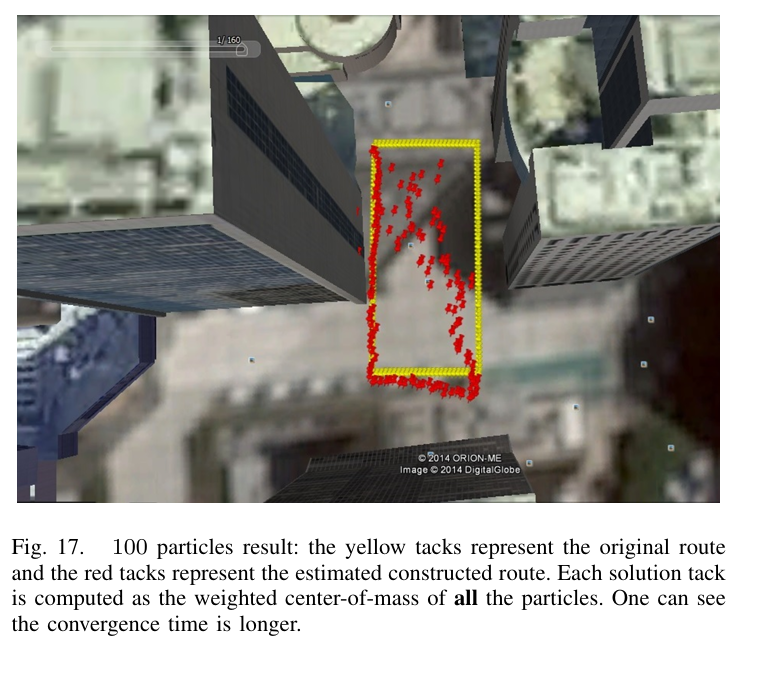 1/160
© 2014 ORION-ME
Image © 2014 DigitalGlobe
Fig. 17. 100 particles result: the yellow tacks represent the original route
and the red tacks represent the estimated constructed route. Each solution tack
is computed as the weighted center-of-mass of all the particles. One can see
the convergence time is longer.